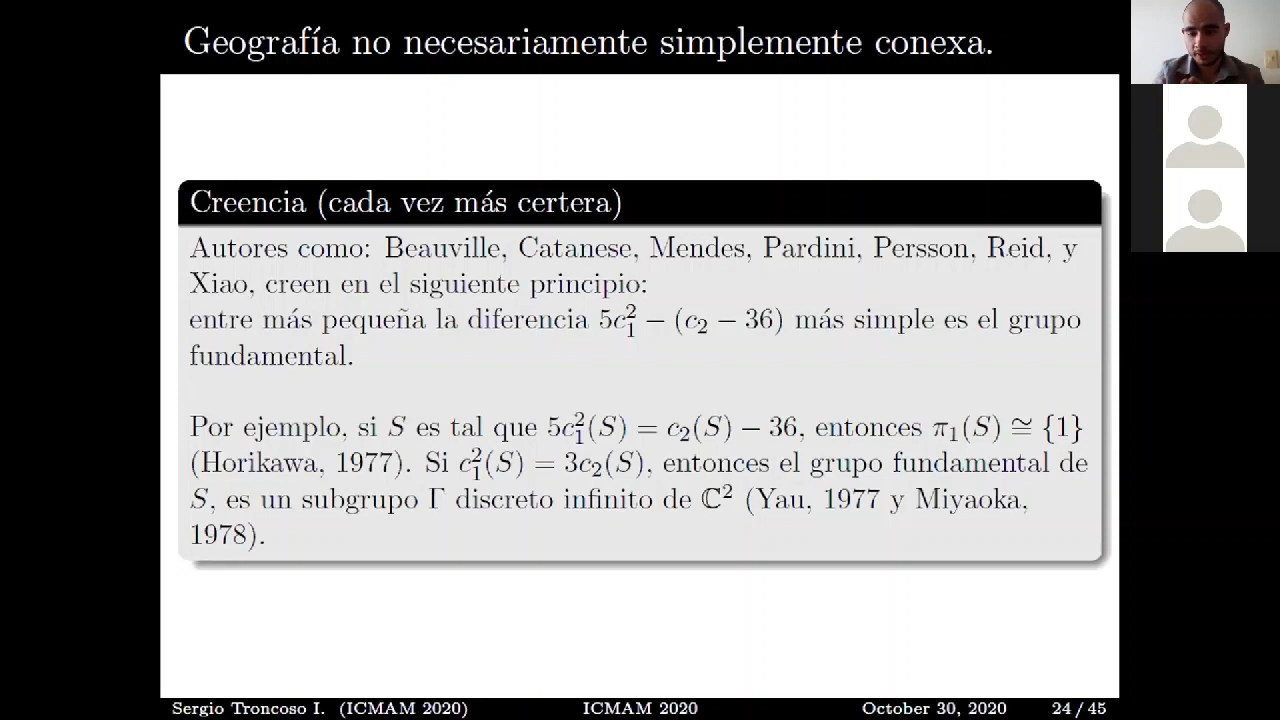 Geografía no necesariamente simplemente conexa.
Creencia (cada vez más certera)
Autores como: Beauville, Catanese, Mendes, Pardini, Persson, Reid, y
Xiao, creen en el siguiente principio:
entre más pequeña la diferencia 5c₁² − (c₂ − 36) más simple es el grupo
fundamental.
Por ejemplo, si S es tal que 5c₁²(S) = c₂(S) − 36, entonces π₁(S) ≅ {1}
(Horikawa, 1977). Si c₁²(S) = 3c₂(S), entonces el grupo fundamental de
S, es un subgrupo Γ discreto infinito de ℂ² (Yau, 1977 y Miyaoka,
1978).
Sergio Troncoso I. (ICMAM 2020) ICMAM 2020 October 30, 2020 24 / 45